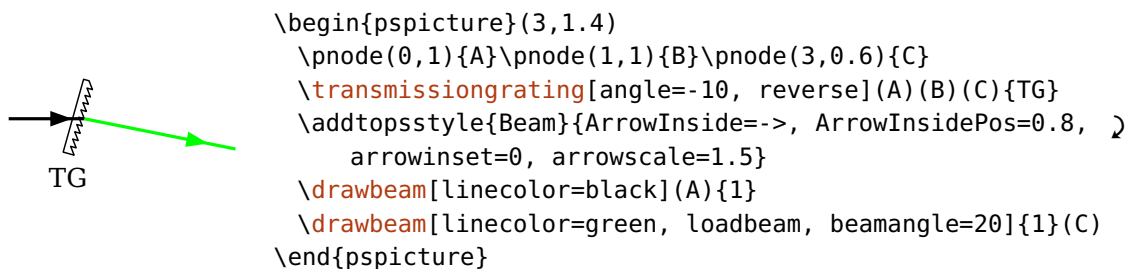 TG
\begin{pspicture}(3,1.4)
\pnode(0,1){A}\pnode(1,1){B}\pnode(3,0.6){C}
\transmissiongrating[angle=-10, reverse](A)(B)(C){TG}
\addtopsstyle{Beam}{ArrowInside=->, ArrowInsidePos=0.8,
arrowinset=0, arrowscale=1.5}
\drawbeam[linecolor=black](A){1}
\drawbeam[linecolor=green, loadbeam, beamangle=20]{1}(C)
\end{pspicture}